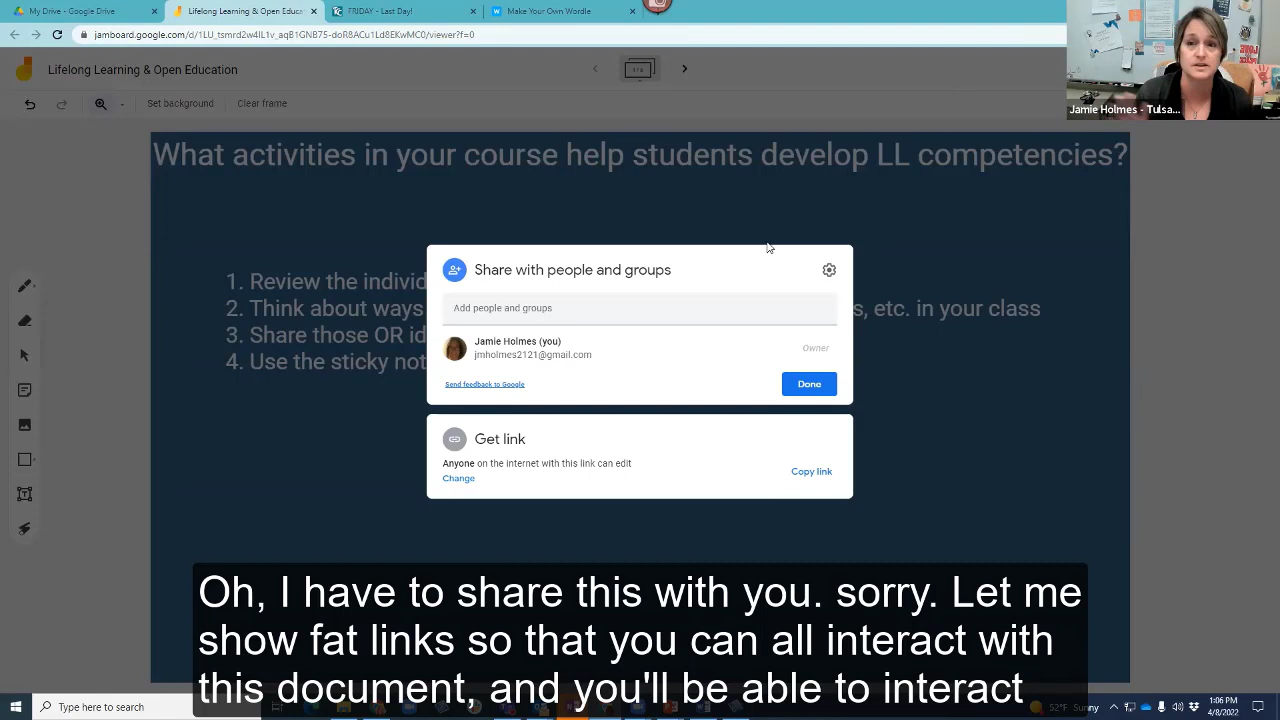 My Drive - Google Drive
Lifelong Learning & Open Educa
FRIDAY - Last Day!
Make Your Own Wordle
jamboard.google.com/d/1LU_tsmrd2w4IL1v_aqB1GNB75-doR8ACu1Ld8EKwMC0/viewer?f=0
Lifelong Learning & Open Education
1 / 6
Set background
Clear frame
Jamie Holmes - Tulsa...
What activities in your course help students develop LL competencies?
1. Review the individ
2. Think about ways
s, etc. in your class
3. Share those OR id
4. Use the sticky not
Share with people and groups
Add people and groups
Jamie Holmes (you)
jmholmes2121@gmail.com
Owner
Send feedback to Google
Done
Get link
Anyone on the internet with this link can edit
Change
Copy link
Oh, I have to share this with you. sorry. Let me
show fat links so that you can all interact with
this document, and you'll be able to interact
Type here to search
52°F Sunny
1:06 PM
4/8/2022